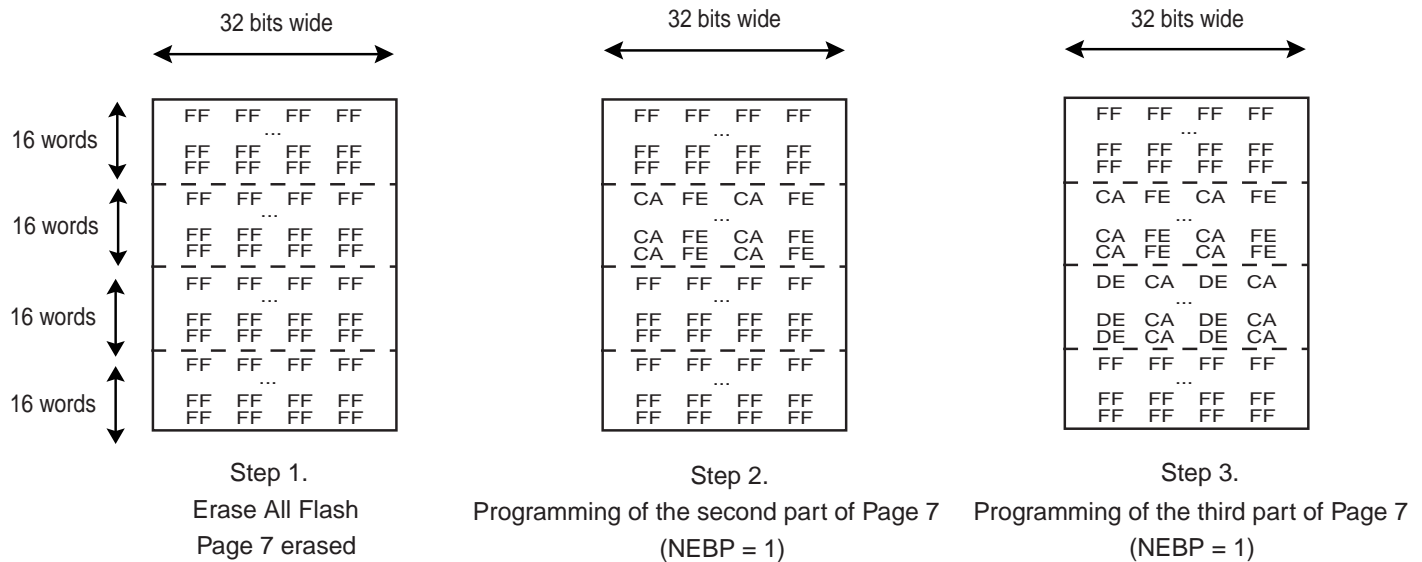 32 bits wide
32 bits wide
32 bits wide
16 words
FF FF FF FF
...
FF FF FF FF
FF FF FF FF
16 words
FF FF FF FF
...
FF FF FF FF
FF FF FF FF
16 words
FF FF FF FF
...
FF FF FF FF
FF FF FF FF
16 words
FF FF FF FF
...
FF FF FF FF
FF FF FF FF
Step 1.
Erase All Flash
Page 7 erased
FF FF FF FF
...
FF FF FF FF
FF FF FF FF
CA FE CA FE
...
CA FE CA FE
CA FE CA FE
FF FF FF FF
...
FF FF FF FF
FF FF FF FF
FF FF FF FF
...
FF FF FF FF
FF FF FF FF
Step 2.
Programming of the second part of Page 7
(NEBP = 1)
FF FF FF FF
...
FF FF FF FF
FF FF FF FF
CA FE CA FE
...
CA FE CA FE
CA FE CA FE
DE CA DE CA
...
DE CA DE CA
DE CA DE CA
FF FF FF FF
...
FF FF FF FF
FF FF FF FF
Step 3.
Programming of the third part of Page 7
(NEBP = 1)